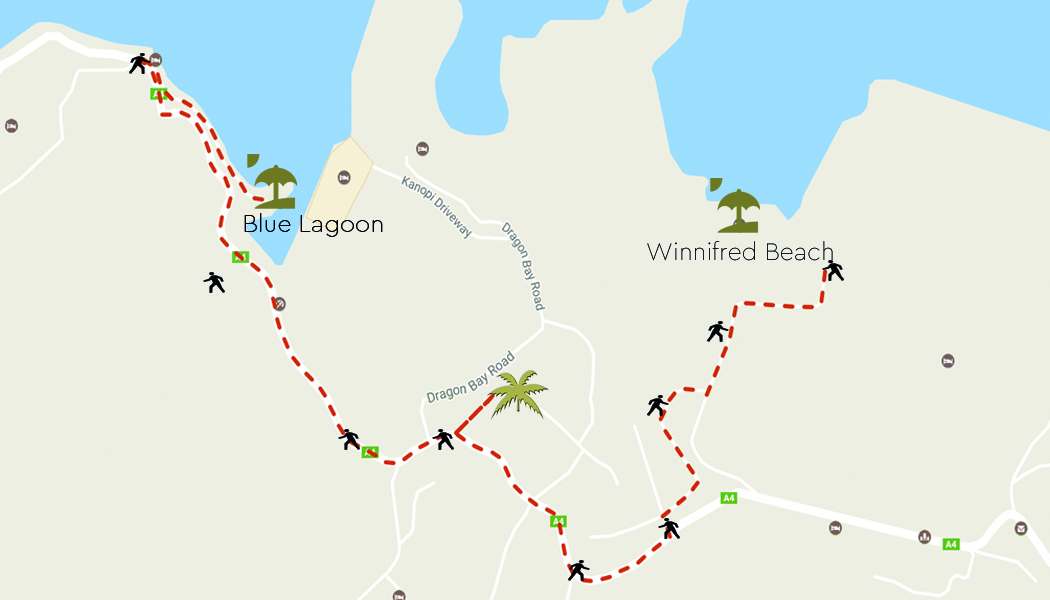 Blue Lagoon
Kanopi Driveway
Dragon Bay Road
Winnifred Beach
Dragon Bay Road
A4
A4
A4